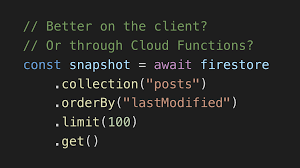 // Better on the client?
// Or through Cloud Functions?
const snapshot = await firestore
    .collection("posts")
    .orderBy("lastModified")
    .limit(100)
    .get()